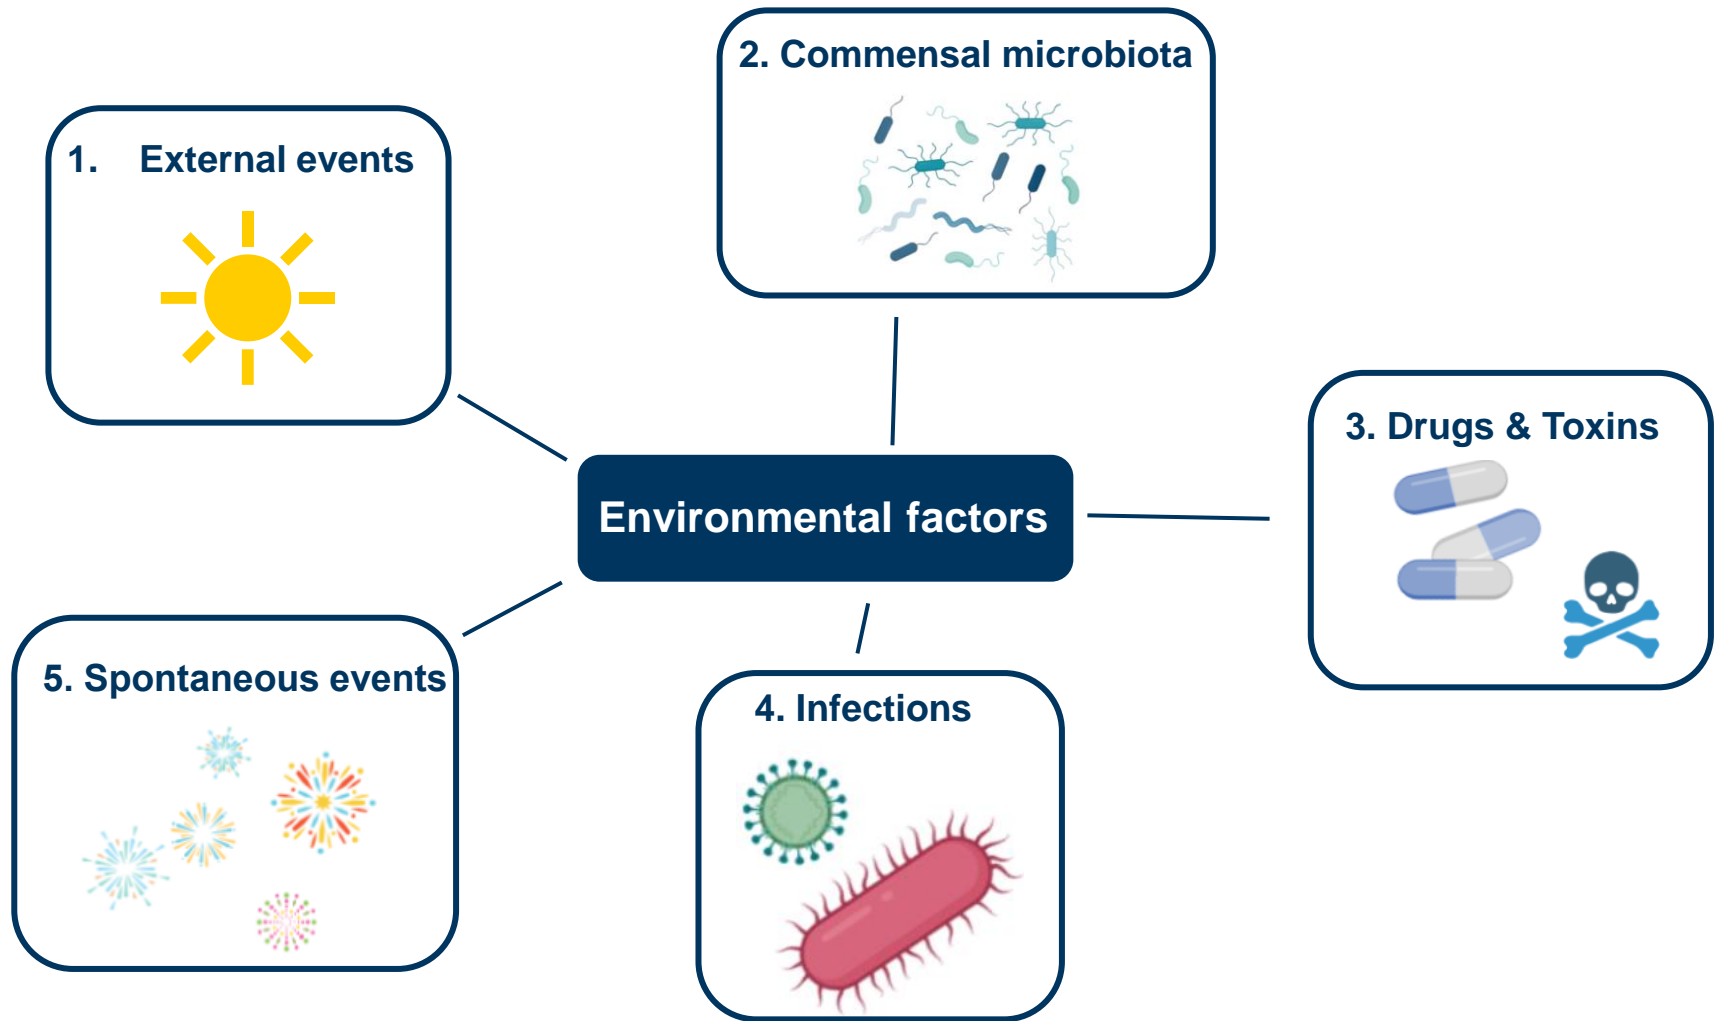 1. External events
2. Commensal microbiota
3. Drugs & Toxins
Environmental factors
5. Spontaneous events
4. Infections